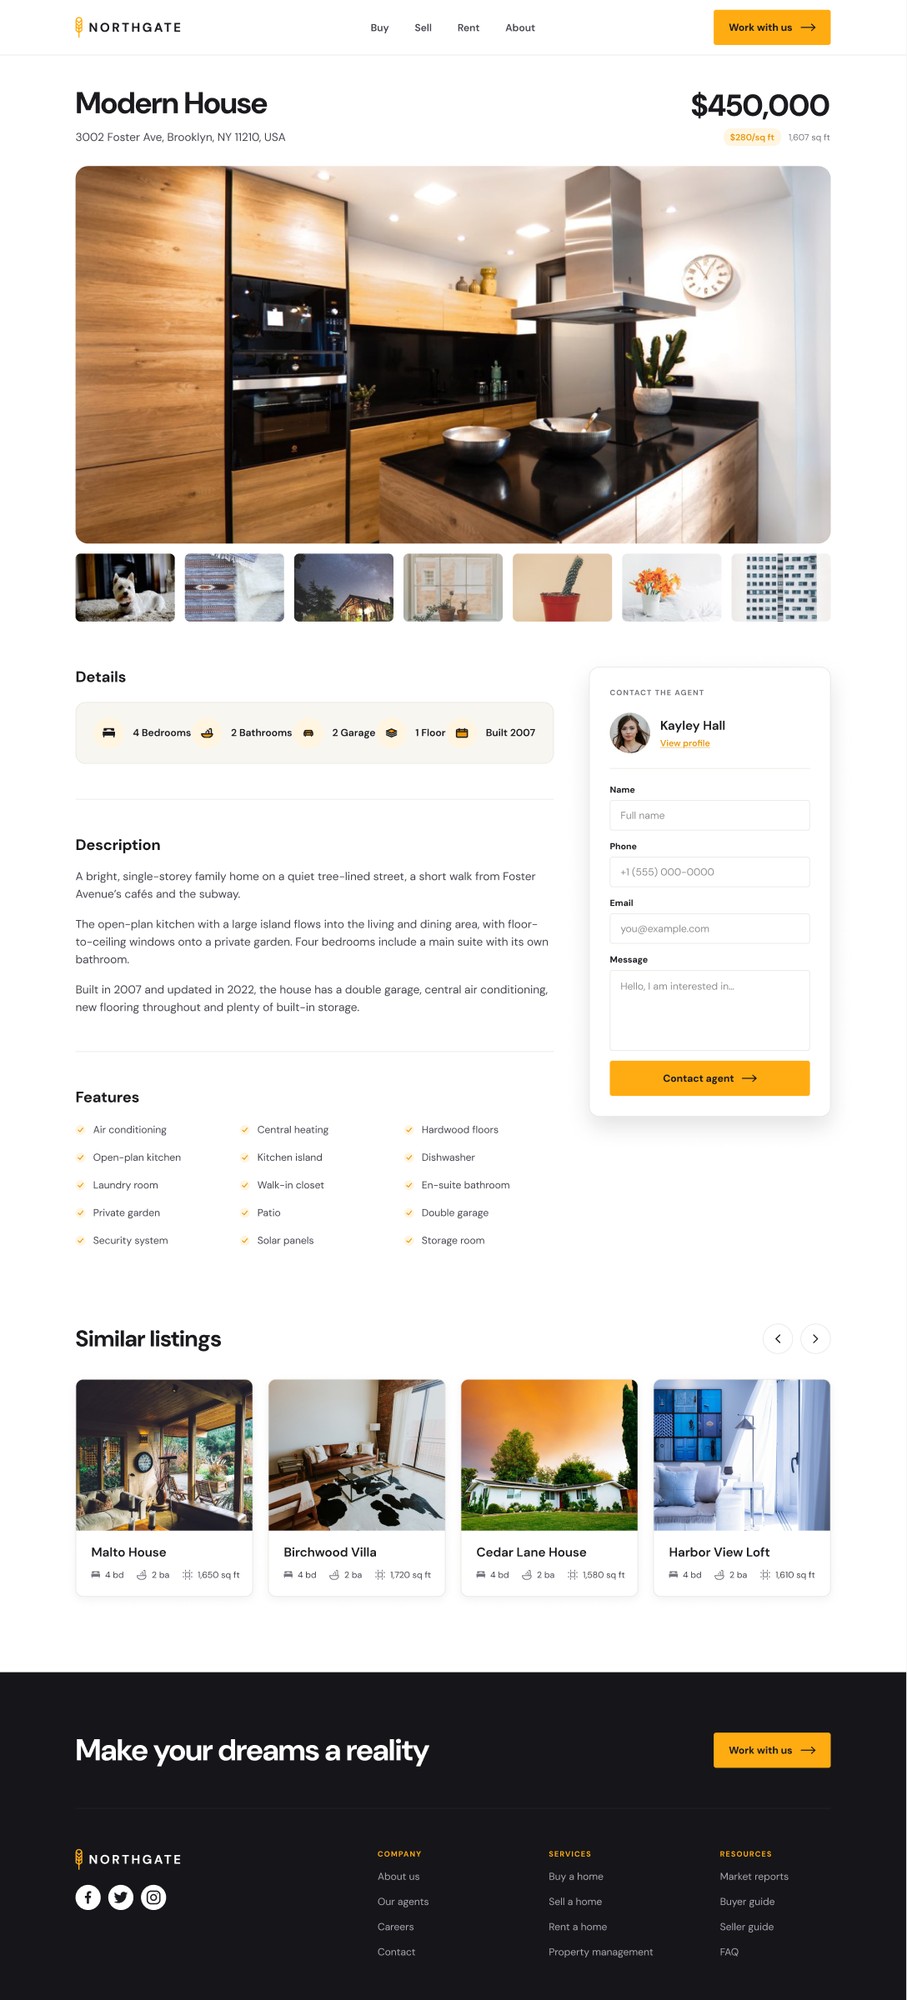 NORTHGATE
Buy
Sell
Rent
About
Work with us
Modern House
$450,000
3002 Foster Ave, Brooklyn, NY 11210, USA
$280/sq ft
1,607 sq ft
Details
4 Bedrooms
2 Bathrooms
2 Garage
1 Floor
Built 2007
Description
A bright, single-storey family home on a quiet tree-lined street, a short walk from Foster
Avenue's cafés and the subway.
The open-plan kitchen with a large island flows into the living and dining area, with floor-
to-ceiling windows onto a private garden. Four bedrooms include a main suite with its own
bathroom.
Built in 2007 and updated in 2022, the house has a double garage, central air conditioning,
new flooring throughout and plenty of built-in storage.
Features
Air conditioning
Central heating
Hardwood floors
Open-plan kitchen
Kitchen island
Dishwasher
Laundry room
Walk-in closet
En-suite bathroom
Private garden
Patio
Double garage
Security system
Solar panels
Storage room
CONTACT THE AGENT
Kayley Hall
View profile
Name
Full name
Phone
+1 (555) 000-0000
Email
you@example.com
Message
Hello, I am interested in...
Contact agent
Similar listings
Malto House
4 bd
2 ba
1,650 sq ft
Birchwood Villa
4 bd
2 ba
1,720 sq ft
Cedar Lane House
4 bd
2 ba
1,580 sq ft
Harbor View Loft
4 bd
2 ba
1,610 sq ft
Make your dreams a reality
Work with us
NORTHGATE
COMPANY
About us
Our agents
Careers
Contact
SERVICES
Buy a home
Sell a home
Rent a home
Property management
RESOURCES
Market reports
Buyer guide
Seller guide
FAQ